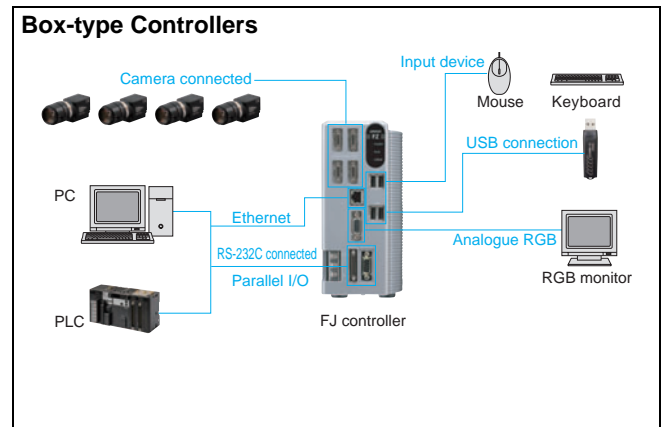 Box-type Controllers
Camera connected
Input device
Mouse
Keyboard
USB connection
PC
Ethernet
Analogue RGB
RS-232C connected
RGB monitor
Parallel I/O
PLC
FJ controller